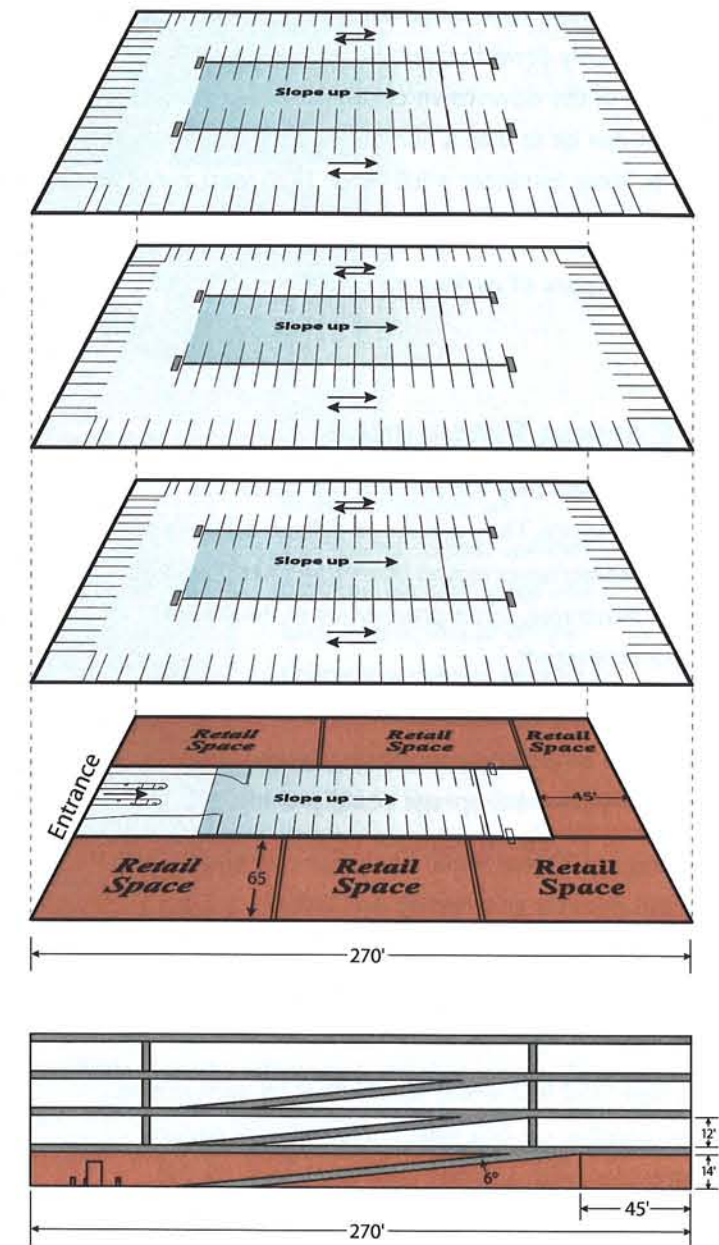 Slope up
Slope up
Slope up
Retail
Space
Retail
Space
Retail
Space
Entrance
Slope up
45'
Retail
Space
65
Retail
Space
Retail
Space
270'
12'
6°
14'
45'
270'